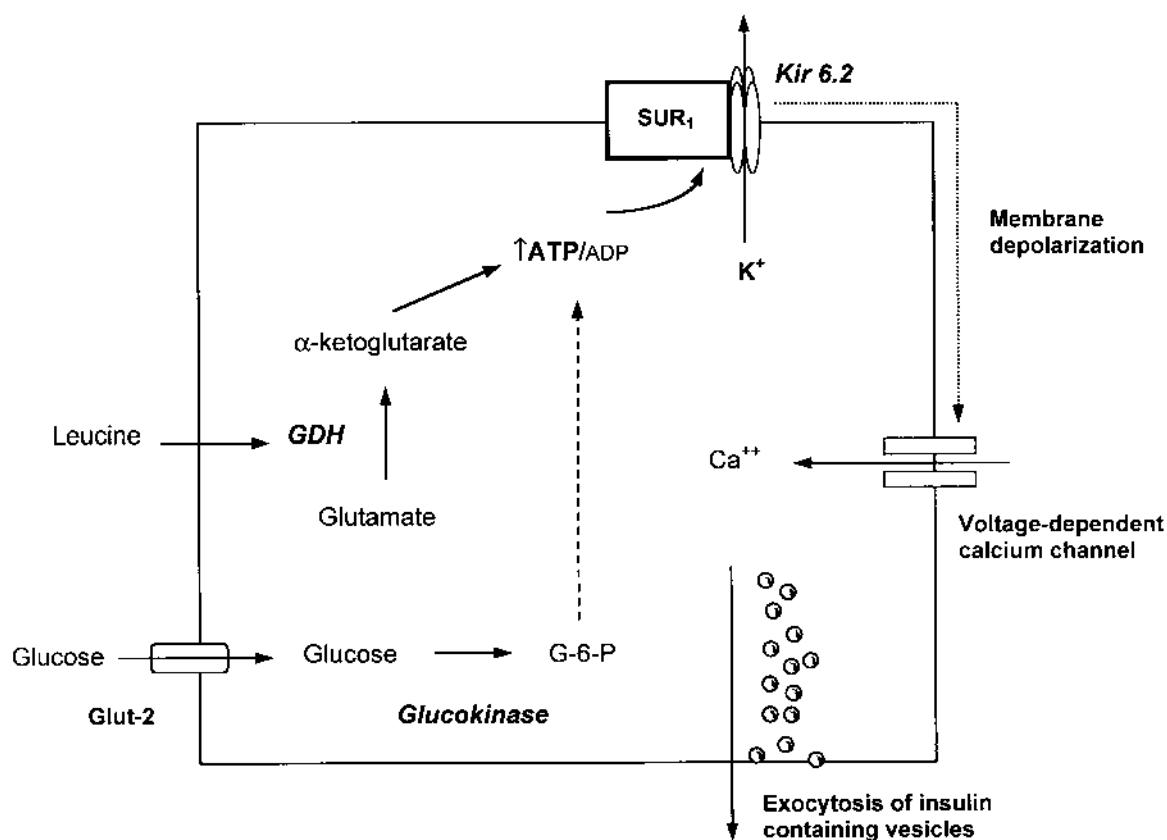 Kir 6.2
SUR₁
Membrane
depolarization
↑ATP/ADP
K⁺
α-ketoglutarate
Leucine
GDH
Ca⁺⁺
Glutamate
Voltage-dependent
calcium channel
Glucose
Glucose
G-6-P
Glut-2
Glucokinase
Exocytosis of insulin
containing vesicles